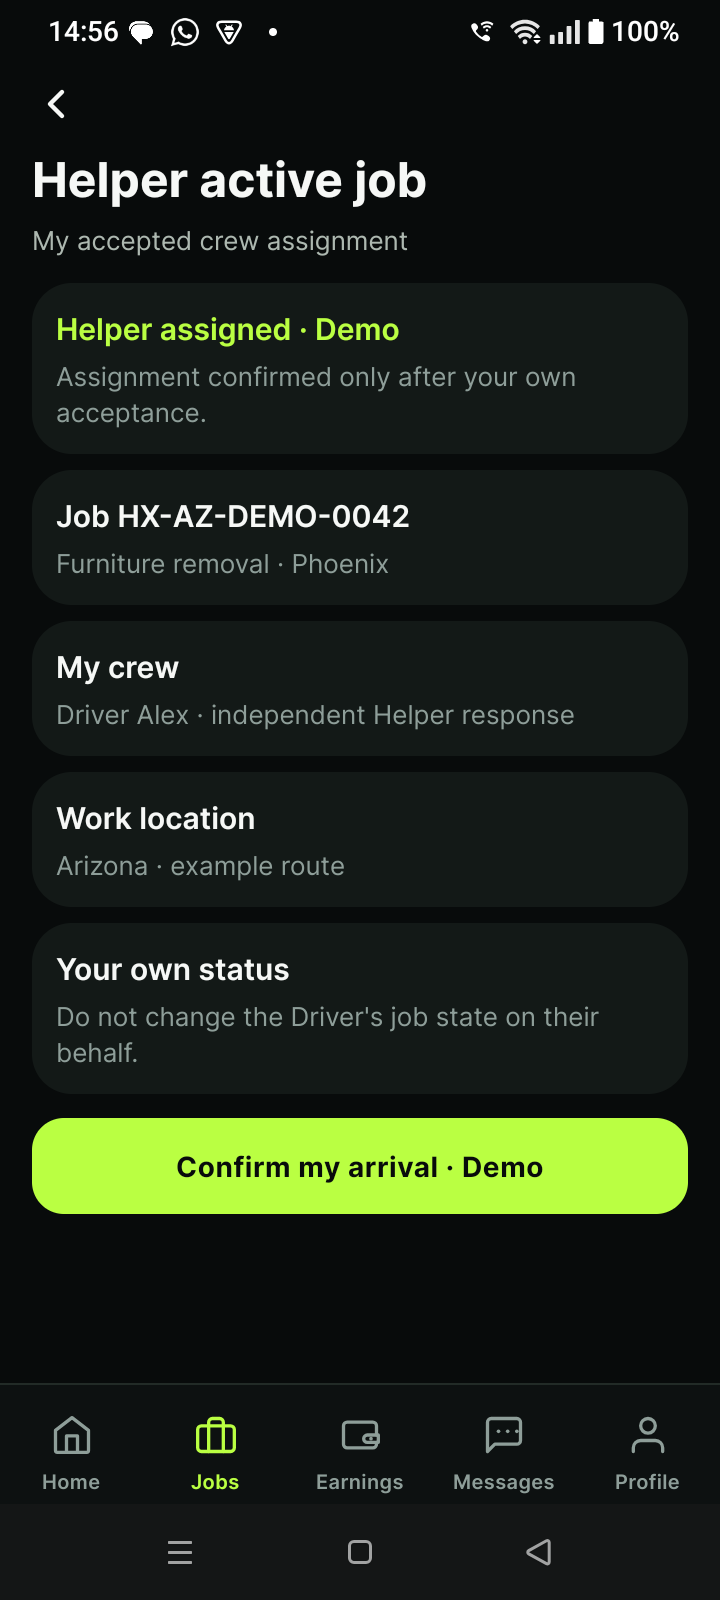 14:56
100%
Helper active job
My accepted crew assignment
Helper assigned · Demo
Assignment confirmed only after your own
acceptance.
Job HX-AZ-DEMO-0042
Furniture removal · Phoenix
My crew
Driver Alex · independent Helper response
Work location
Arizona · example route
Your own status
Do not change the Driver's job state on their
behalf.
Confirm my arrival · Demo
Home
Jobs
Earnings
Messages
Profile